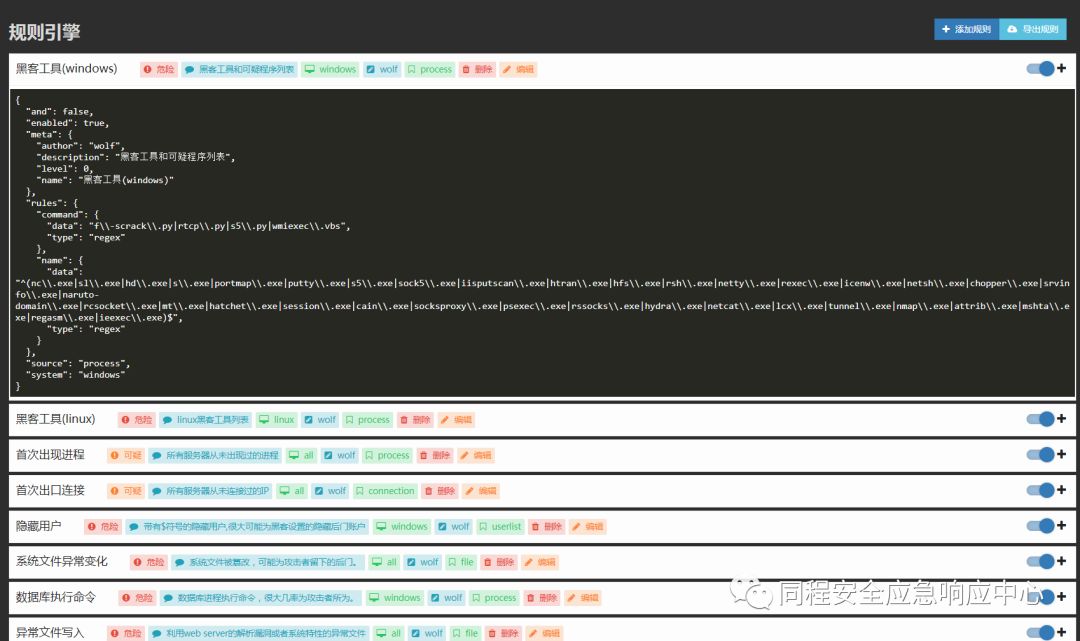 规则引擎
添加规则 导出规则
黑客工具(windows) 危险 黑客工具和可疑程序列表 windows wolf process 删除 编辑
{
"and": false,
"enabled": true,
"meta": {
"author": "wolf",
"description": "黑客工具和可疑程序列表",
"level": 0,
"name": "黑客工具(windows)"
},
"rules": {
"command": {
"data": "f\\-scrack\\.py|rtcp\\.py|s5\\.py|wmiexec\\.vbs",
"type": "regex"
},
"name": {
"data":
"^(nc\\.exe|sl\\.exe|hd\\.exe|s\\.exe|portmap\\.exe|putty\\.exe|s5\\.exe|sock5\\.exe|iisputscan\\.exe|htran\\.exe|hfs\\.exe|rsh\\.exe|netty\\.exe|rexec\\.exe|icenw\\.exe|netsh\\.exe|chopper\\.exe|srvin
fo\\.exe|naruto-
domain\\.exe|rcsocket\\.exe|mt\\.exe|hatchet\\.exe|session\\.exe|cain\\.exe|socksproxy\\.exe|psexec\\.exe|rssocks\\.exe|hydra\\.exe|netcat\\.exe|lcx\\.exe|tunnel\\.exe|nmap\\.exe|attrib\\.exe|mshta\\.e
xe|regasm\\.exe|ieexec\\.exe)$",
"type": "regex"
}
},
"source": "process",
"system": "windows"
}
黑客工具(linux) 危险 linux黑客工具列表 linux wolf process 删除 编辑
首次出现进程 可疑 所有服务器从未出现过的进程 all wolf process 删除 编辑
首次出口连接 可疑 所有服务器从未连接过的IP all wolf connection 删除 编辑
隐藏用户 危险 带有$符号的隐藏用户,很大可能为黑客设置的隐藏后门账户 windows wolf userlist 删除 编辑
系统文件异常变化 危险 系统文件被篡改，可能为攻击者留下的后门。 all wolf file 删除 编辑
数据库执行命令 危险 数据库进程执行命令，很大几率为攻击者所为。 windows wolf process 删除 编辑
同程安全应急响应中心
异常文件写入 危险 利用web server的解析漏洞或者系统特性的异常文件 all wolf file 删除 编辑